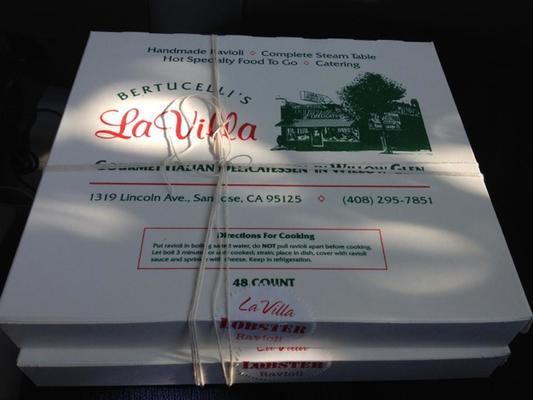 Handmade Ravioli ◇ Complete Steam Table
Hot Specialty Food To Go ◇ Catering
BERTUCELLI'S
La Villa
GOURMET ITALIAN DELICATESSEN IN WILLOW GLEN
1319 Lincoln Ave., San Jose, CA 95125 ◇ (408) 295-7851
Directions For Cooking
Put ravioli in boiling salted water, do NOT pull ravioli apart before cooking.
Let boil 3 minutes or until cooked; strain, place in dish, cover with ravioli
sauce and sprinkle with cheese. Keep in refrigeration.
48 COUNT
La Villa
LOBSTER
Ravioli
La Villa
LOBSTER
Ravioli